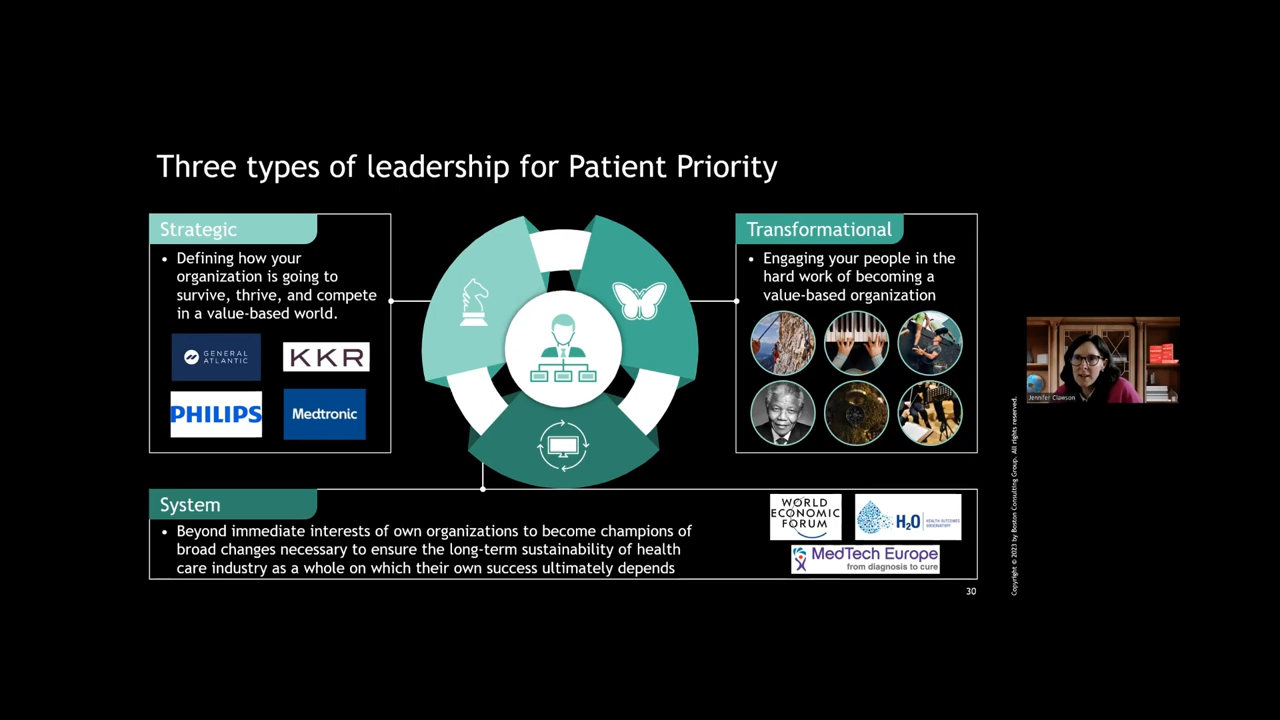 Three types of leadership for Patient Priority
Strategic
• Defining how your
organization is going to
survive, thrive, and compete
in a value-based world.
GENERAL
ATLANTIC
KKR
PHILIPS
Medtronic
Transformational
• Engaging your people in the
hard work of becoming a
value-based organization
System
• Beyond immediate interests of own organizations to become champions of
broad changes necessary to ensure the long-term sustainability of health
care industry as a whole on which their own success ultimately depends
WORLD
ECONOMIC
FORUM
H2O
HEALTH OUTCOMES
OBSERVATORY
MedTech Europe
from diagnosis to cure
30
Copyright © 2023 by Boston Consulting Group. All rights reserved.
Jennifer Clawson